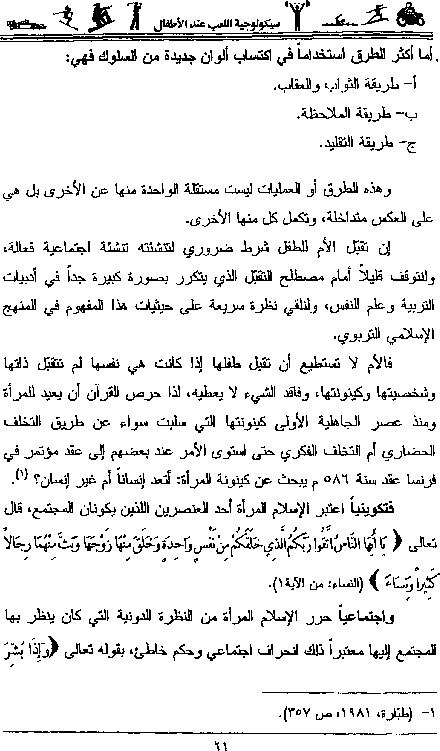 سيكولوجية اللعب عند الأطفال
أما أكثر الطرق استخداماً في اكتساب ألوان جديدة من السلوك فهي:
أ- طريقة الثواب والعقاب.
ب- طريقة الملاحظة.
ج- طريقة التقليد.
وهذه الطرق أو العمليات ليست مستقلة الواحدة منها عن الأخرى بل هي
على العكس متداخلة، وتكمل كل منها الأخرى.
إن تقبّل الأم للطفل شرط ضروري لتنشئته تنشئة اجتماعية فعالة،
ولنتوقف قليلاً أمام مصطلح التقبّل الذي يتكرر بصورة كبيرة جداً في أدبيات
التربية وعلم النفس، ولنلقي نظرة سريعة على حيثيات هذا المفهوم في المنهج
الإسلامي التربوي.
فالأم لا تستطيع أن تقبل طفلها إذا كانت هي نفسها لم تتقبّل ذاتها
وشخصيتها وكينونتها، وفاقد الشيء لا يعطيه، لذا حرص القرآن أن يعيد للمرأة
ومنذ عصر الجاهلية الأولى كينونتها التي سلبت سواء عن طريق التخلف
الحضاري أم التخلف الفكري حتى استوى الأمر عند بعضهم إلى عقد مؤتمر في
فرنسا عقد سنة ٥٨٦ م يبحث عن كينونة المرأة: أتعد إنساناً أم غير إنسان؟ (١).
فتكوينياً اعتبر الإسلام المرأة أحد العنصرين اللذين يكونان المجتمع، قال
تعالى ﴿ يَا أَيُّهَا النَّاسُ اتَّقُوا رَبَّكُمُ الَّذِي خَلَقَكُمْ مِنْ نَفْسٍ وَاحِدَةٍ وَخَلَقَ مِنْهَا زَوْجَهَا وَبَثَّ مِنْهُمَا رِجَالًا
كَثِيرًا وَنِسَاءً ﴾ (النساء: من الآية١).
واجتماعياً حرر الإسلام المرأة من النظرة الدونية التي كان ينظر بها
المجتمع إليها معتبراً ذلك انحراف اجتماعي وحكم خاطئ، بقوله تعالى ﴿وَإِذَا بُشِّرَ
١- (طبّارة، ١٩٨١، ص ٣٥٧).
٦١